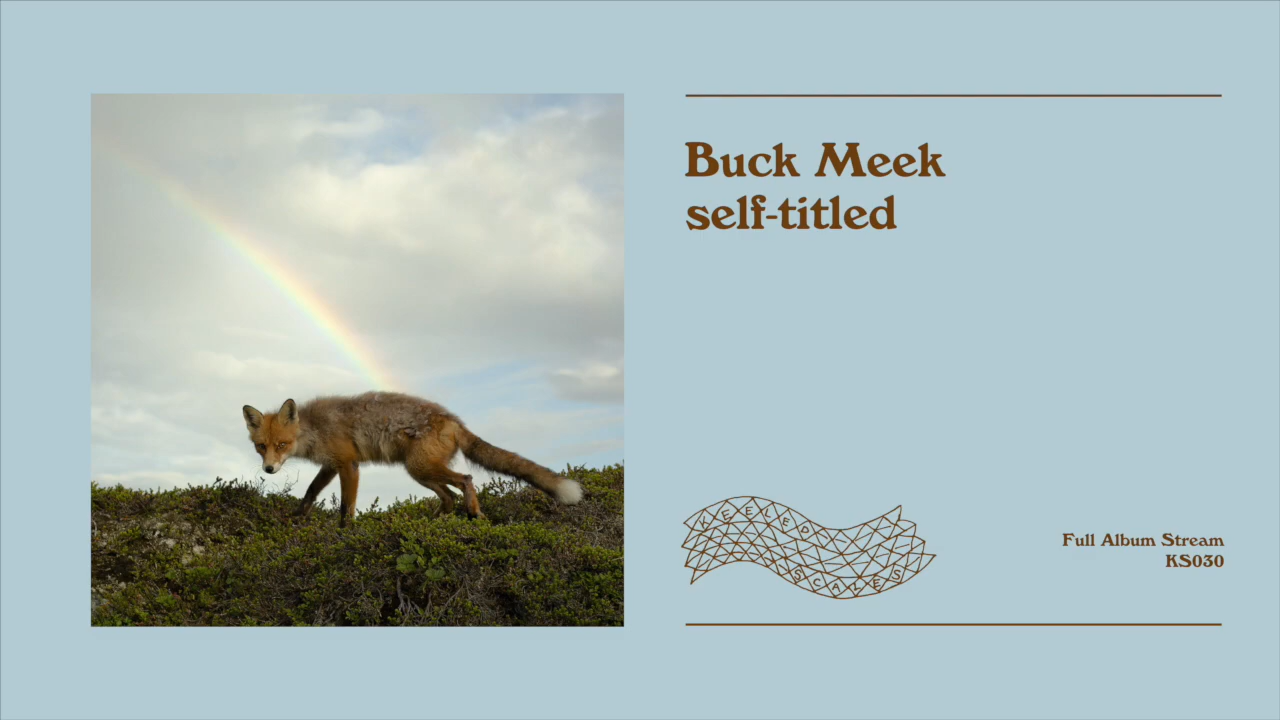 Buck Meek
self-titled
KEELED
SCALES
Full Album Stream
KS030